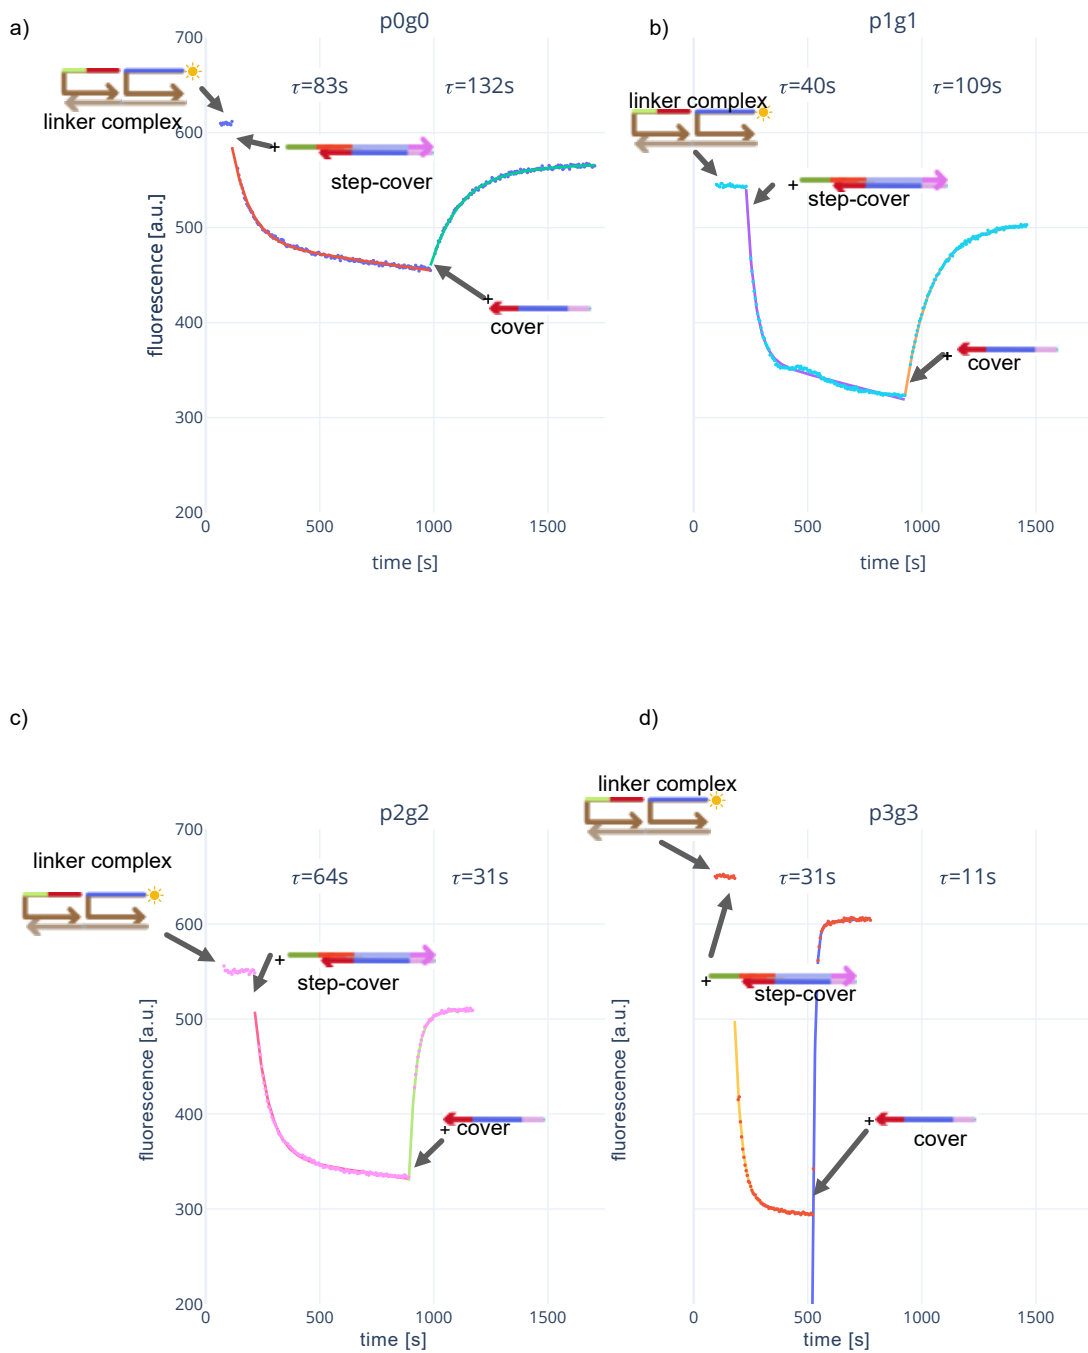 a)
p0g0
700
τ=83s
τ=132s
linker complex
600
+
step-cover
500
fluorescence [a.u.]
400
+
cover
300
200
0
500
1000
1500
time [s]
b)
p1g1
linker complex
τ=40s
τ=109s
+
step-cover
+
cover
0
500
1000
1500
time [s]
c)
p2g2
700
linker complex
τ=64s
τ=31s
600
+
step-cover
500
fluorescence [a.u.]
400
+
cover
300
200
0
500
1000
1500
time [s]
d)
linker complex
p3g3
τ=31s
τ=11s
+
step-cover
fluorescence [a.u.]
+
cover
0
500
1000
1500
time [s]